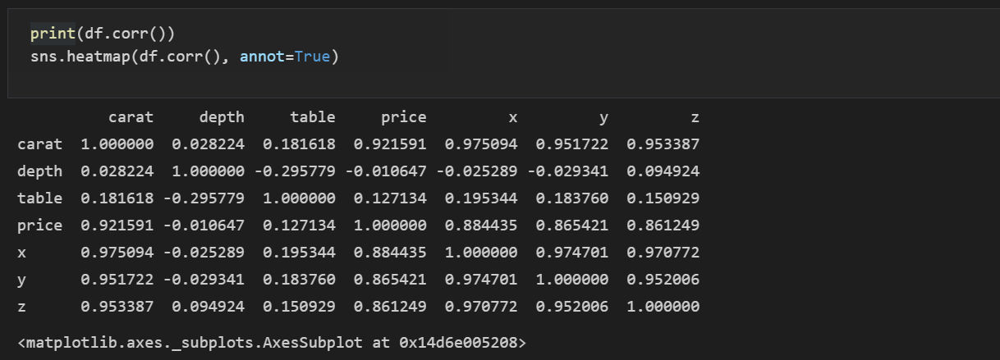 print(df.corr())
sns.heatmap(df.corr(), annot=True)
carat depth table price x y z
carat 1.000000 0.028224 0.181618 0.921591 0.975094 0.951722 0.953387
depth 0.028224 1.000000 -0.295779 -0.010647 -0.025289 -0.029341 0.094924
table 0.181618 -0.295779 1.000000 0.127134 0.195344 0.183760 0.150929
price 0.921591 -0.010647 0.127134 1.000000 0.884435 0.865421 0.861249
x 0.975094 -0.025289 0.195344 0.884435 1.000000 0.974701 0.970772
y 0.951722 -0.029341 0.183760 0.865421 0.974701 1.000000 0.952006
z 0.953387 0.094924 0.150929 0.861249 0.970772 0.952006 1.000000
<matplotlib.axes._subplots.AxesSubplot at 0x14d6e005208>